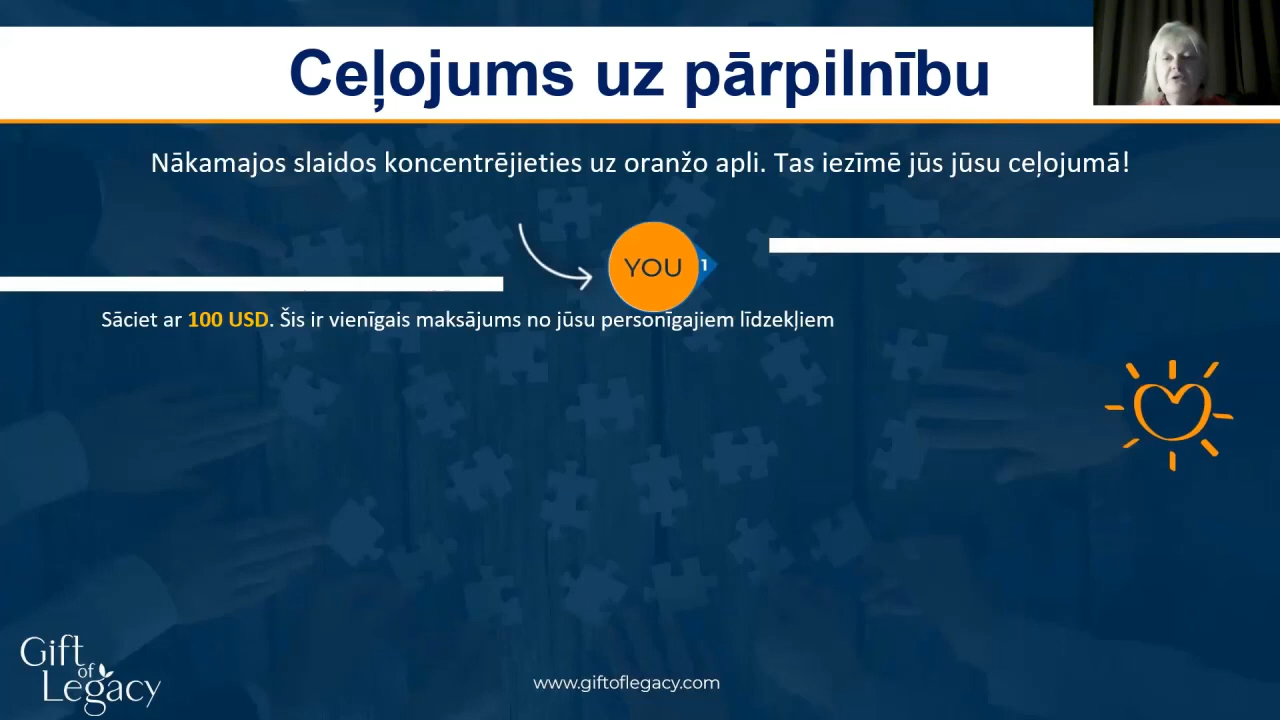 Ceļojums uz pārpilnību
Nākamajos slaidos koncentrējieties uz oranžo apli. Tas iezīmē jūs jūsu ceļojumā!
YOU
1
Sāciet ar 100 USD. Šis ir vienīgais maksājums no jūsu personīgajiem līdzekļiem
Gift
of
Legacy
www.giftoflegacy.com